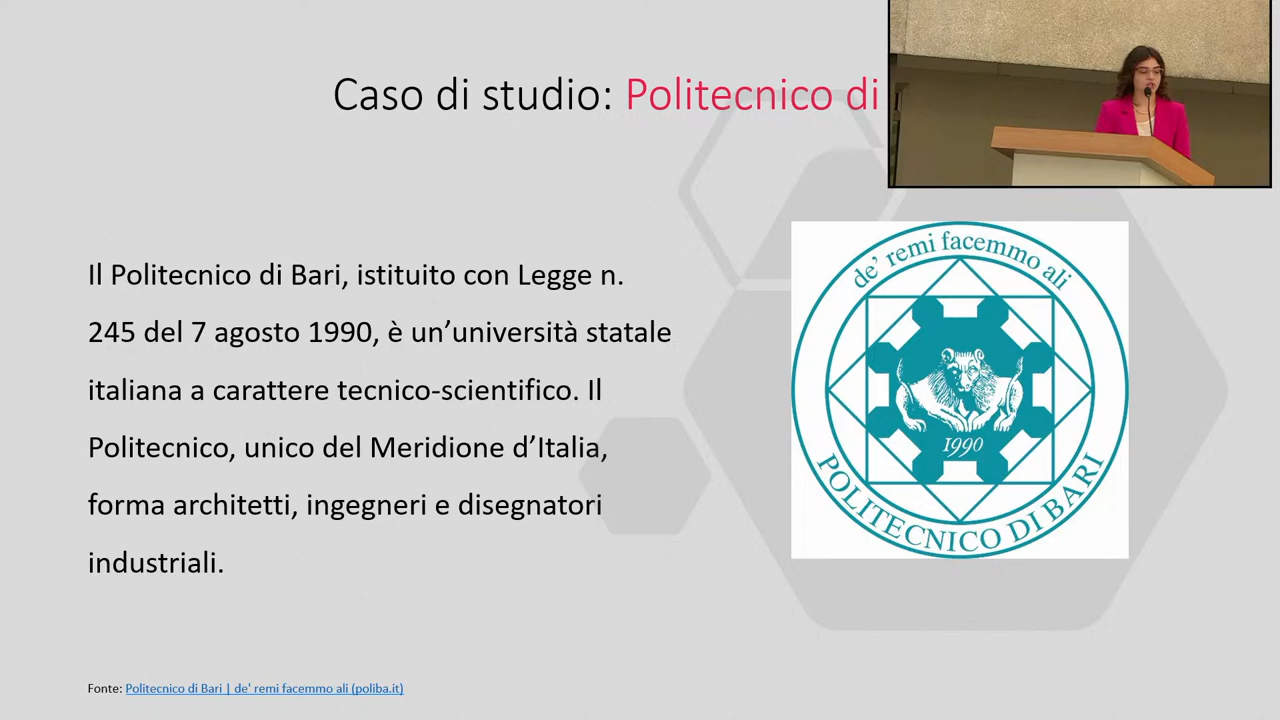 Caso di studio: Politecnico di
Il Politecnico di Bari, istituito con Legge n.
245 del 7 agosto 1990, è un’università statale
italiana a carattere tecnico-scientifico. Il
Politecnico, unico del Meridione d’Italia,
forma architetti, ingegneri e disegnatori
industriali.
de’ remi facemmo ali
1990
POLITECNICO DI BARI
Fonte: Politecnico di Bari | de' remi facemmo ali (poliba.it)